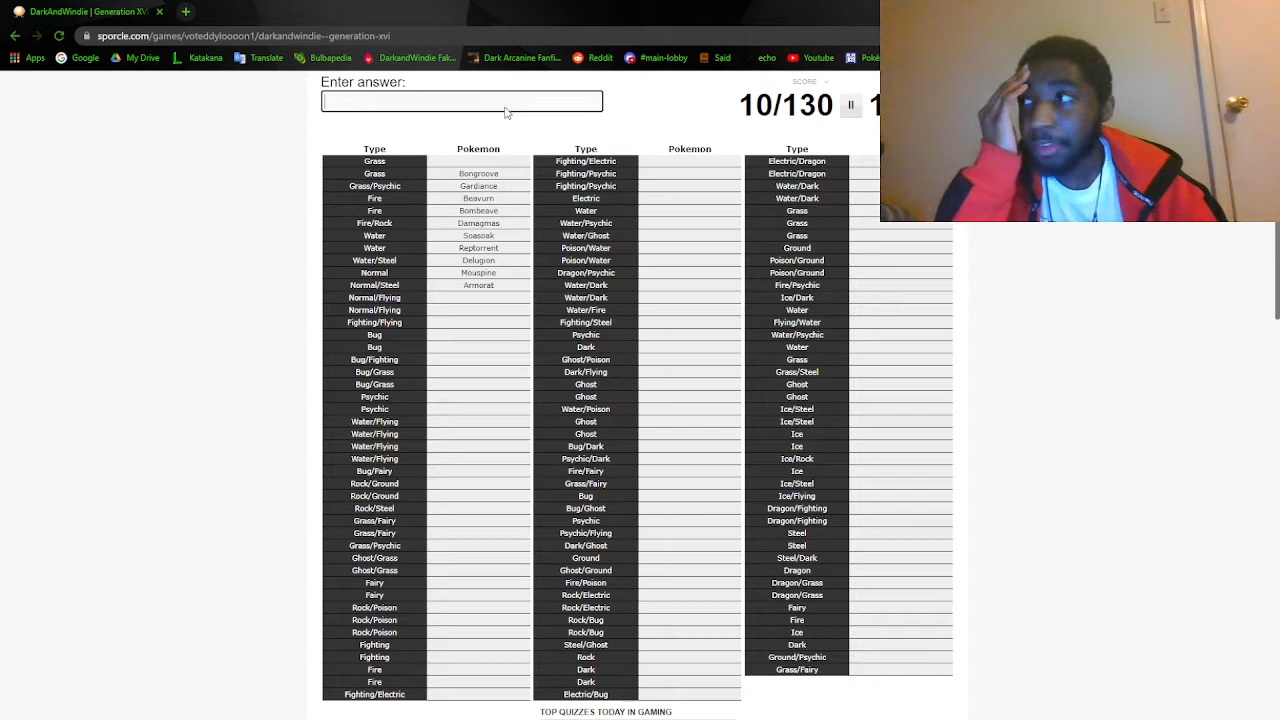 DarkAndWindie | Generation XVI
sporcle.com/games/voteddyloooon1/darkandwindie--generation-xvi
Apps Google My Drive Katakana Translate Bulbapedia DarkandWindie Fak... Dark Arcanine Fanfi... Reddit #main-lobby Said echo Youtube
Enter answer:
SCORE
10/130
Type Pokemon Type Pokemon Type
Grass Fighting/Electric Electric/Dragon
Grass Bongroove Fighting/Psychic Electric/Dragon
Grass/Psychic Gardiance Fighting/Psychic Water/Dark
Fire Beavurn Electric Water/Dark
Fire Bombeave Water Grass
Fire/Rock Damagmas Water/Psychic Grass
Water Soasoak Water/Ghost Grass
Water Reptorrent Poison/Water Ground
Water/Steel Delugion Poison/Water Poison/Ground
Normal Mouspine Dragon/Psychic Poison/Ground
Normal/Steel Armorat Water/Dark Fire/Psychic
Normal/Flying Water/Dark Ice/Dark
Normal/Flying Water/Fire Water
Fighting/Flying Fighting/Steel Flying/Water
Bug Psychic Water/Psychic
Bug Dark Water
Bug/Fighting Ghost/Poison Grass
Bug/Grass Dark/Flying Grass/Steel
Bug/Grass Ghost Ghost
Psychic Ghost Ghost
Psychic Water/Poison Ice/Steel
Water/Flying Ghost Ice/Steel
Water/Flying Ghost Ice
Water/Flying Bug/Dark Ice
Water/Flying Psychic/Dark Ice/Rock
Bug/Fairy Fire/Fairy Ice
Rock/Ground Grass/Fairy Ice/Steel
Rock/Ground Bug Ice/Flying
Rock/Steel Bug/Ghost Dragon/Fighting
Grass/Fairy Psychic Dragon/Fighting
Grass/Fairy Psychic/Flying Steel
Grass/Psychic Dark/Ghost Steel
Ghost/Grass Ground Steel/Dark
Ghost/Grass Ghost/Ground Dragon
Fairy Fire/Poison Dragon/Grass
Fairy Rock/Electric Dragon/Grass
Rock/Poison Rock/Electric Fairy
Rock/Poison Rock/Bug Fire
Rock/Poison Rock/Bug Ice
Fighting Steel/Ghost Dark
Fighting Rock Ground/Psychic
Fire Dark Grass/Fairy
Fire Dark
Fighting/Electric Electric/Bug
TOP QUIZZES TODAY IN GAMING